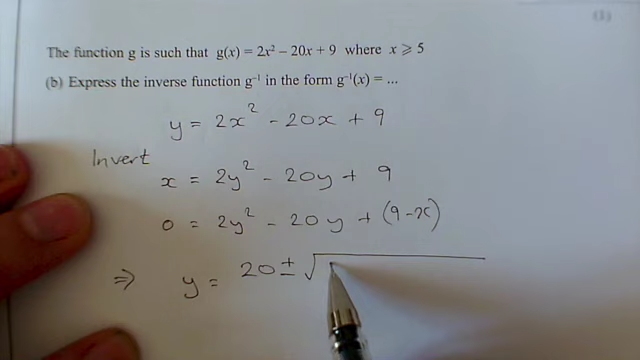 (1)
The function g is such that g(x) = 2x² – 20x + 9 where x ⩾ 5
(b) Express the inverse function g⁻¹ in the form g⁻¹(x) = ...
y = 2x² - 20x + 9
Invert
x = 2y² - 20y + 9
0 = 2y² - 20y + (9-x)
⇒ y = 20 ± √